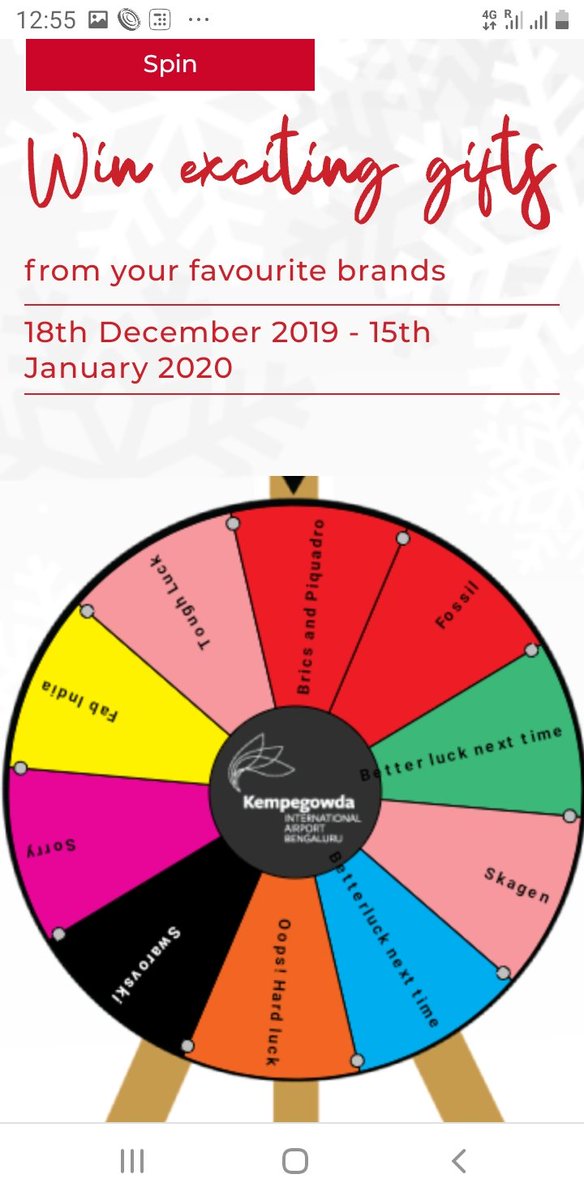 12:55
4G R
Spin
Win exciting gifts
from your favourite brands
18th December 2019 - 15th
January 2020
Brics and Piquadro
Fossil
Better luck next time
Skagen
Betterluck next time
Oops! Hard luck
Swarovski
Sorry
Fab India
Tough Luck
Kempegowda
INTERNATIONAL
AIRPORT
BENGALURU